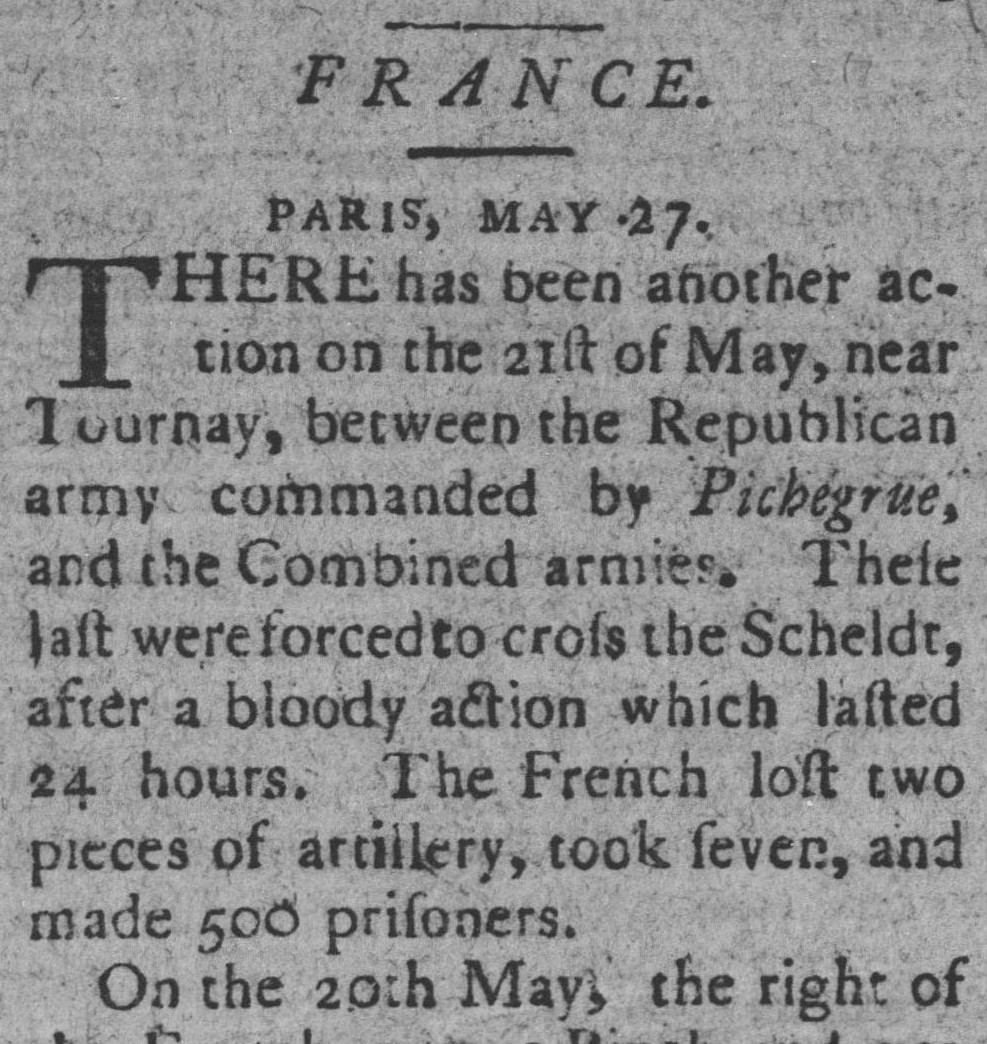 FRANCE.
PARIS, MAY 27.
THERE has been another ac-
tion on the 21ſt of May, near
Tournay, between the Republican
army commanded by Pichegrue,
and the Combined armies. Theſe
laſt were forced to croſs the Scheldt,
after a bloody action which laſted
24 hours. The French loſt two
pieces of artillery, took ſeven, and
made 500 priſoners.
On the 20th May, the right of